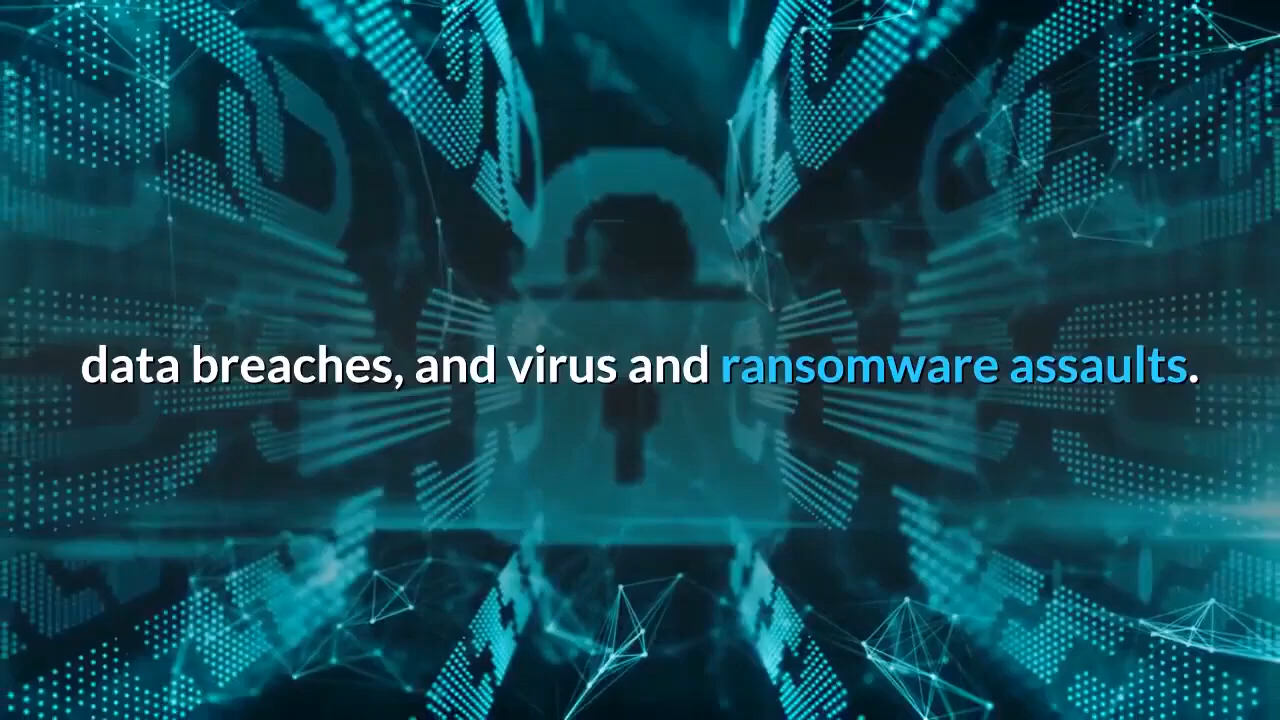 data breaches, and virus and ransomware assaults.